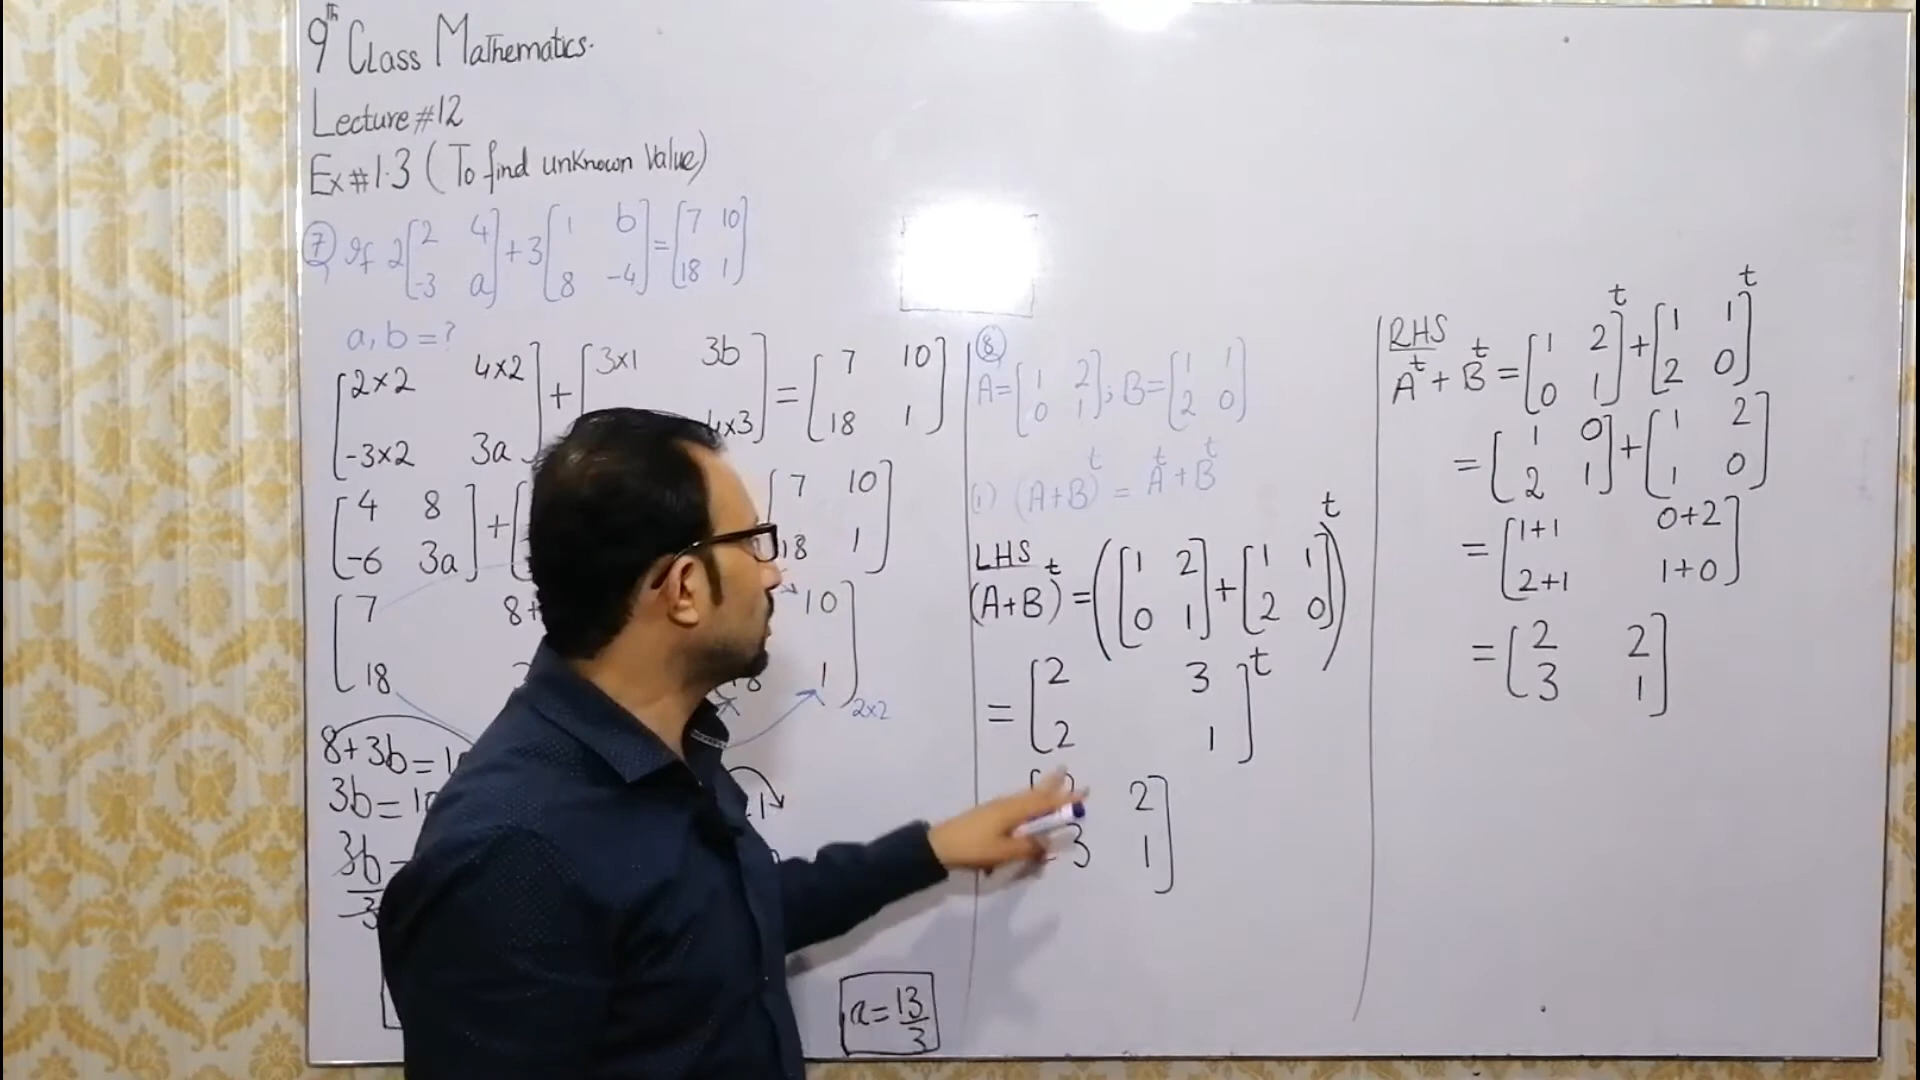 9th Class Mathematics.
Lecture #12
Ex#1.3 (To find unknown Value)
⑦ If 2[2 4
-3 a] + 3[1 b
8 -4] = [7 10
18 1]
a, b = ?
[2×2 4×2
-3×2 3a] + [3×1 3b
4×3] = [7 10
18 1]
[4 8
-6 3a] + [
[7 10
18 1]
[7 8+
18
10
1]2×2
8+3b=1
3b=10
3b
3
a=13/3
⑧
A=[1 2
0 1]; B=[1 1
2 0]
(i) (A+B)t = At + Bt
LHS
(A+B)t = ([1 2
0 1] + [1 1
2 0])t
= [2 3
2 1]t
2 2
3 1]
RHS
At + Bt = [1 2
0 1]t + [1 1
2 0]t
= [1 0
2 1] + [1 2
1 0]
= [1+1 0+2
2+1 1+0]
= [2 2
3 1]